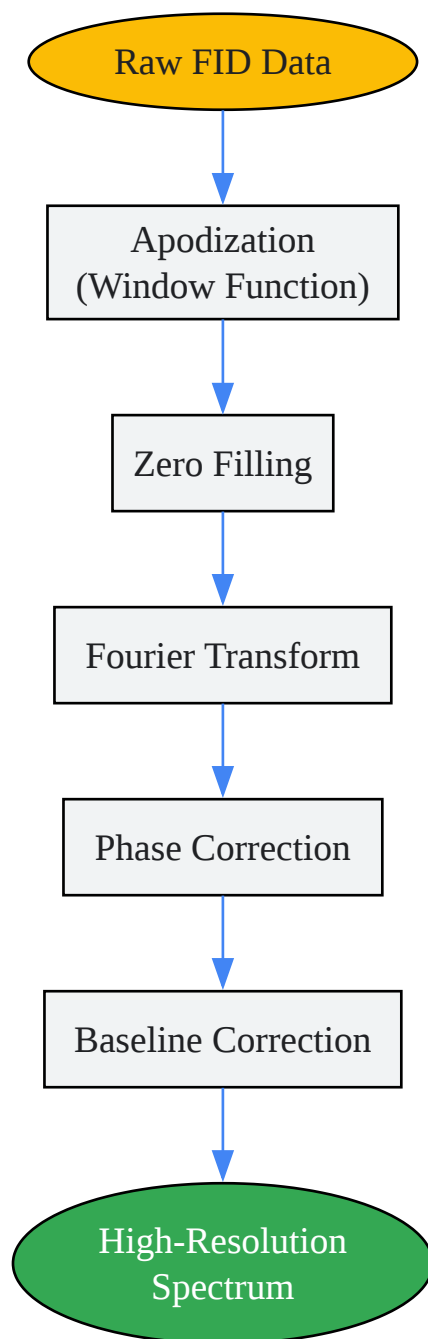 Raw FID Data
Apodization
(Window Function)
Zero Filling
Fourier Transform
Phase Correction
Baseline Correction
High-Resolution
Spectrum